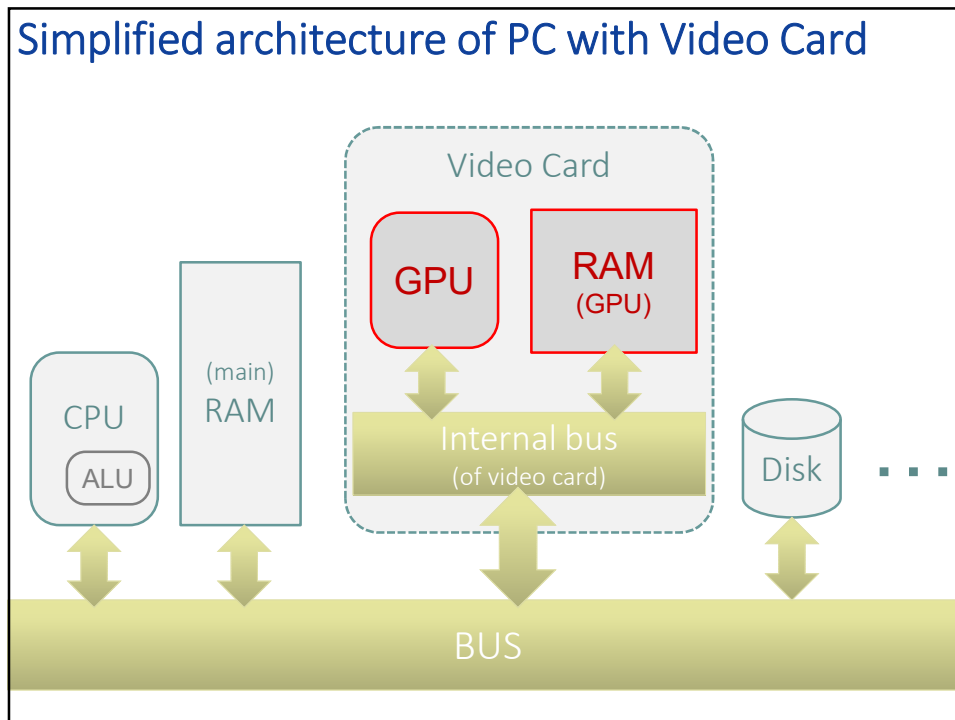 Simplified architecture of PC with Video Card
Video Card
GPU
RAM
(GPU)
(main)
RAM
CPU
ALU
Internal bus
(of video card)
Disk
...
BUS